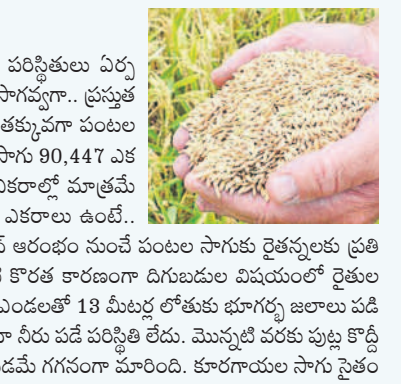 పరిస్థితులు ఏర్ప
సాగవ్వగా.. ప్రస్తుత
తక్కువగా పంటల
సాగు 90,447 ఎక
ఎకరాల్లో మాత్రమే
ఎకరాలు ఉంటే..
ఆరంభం నుంచే పంటల సాగుకు రైతన్నలకు ప్రతి
కొరత కారణంగా దిగుబడుల విషయంలో రైతుల
ఎండలతో 13 మీటర్ల లోతుకు భూగర్భ జలాలు పడి
నీరు పడే పరిస్థితి లేదు. మొన్నటి వరకు పుట్ల కొద్దీ
డమే గగనంగా మారింది. కూరగాయల సాగు సైతం